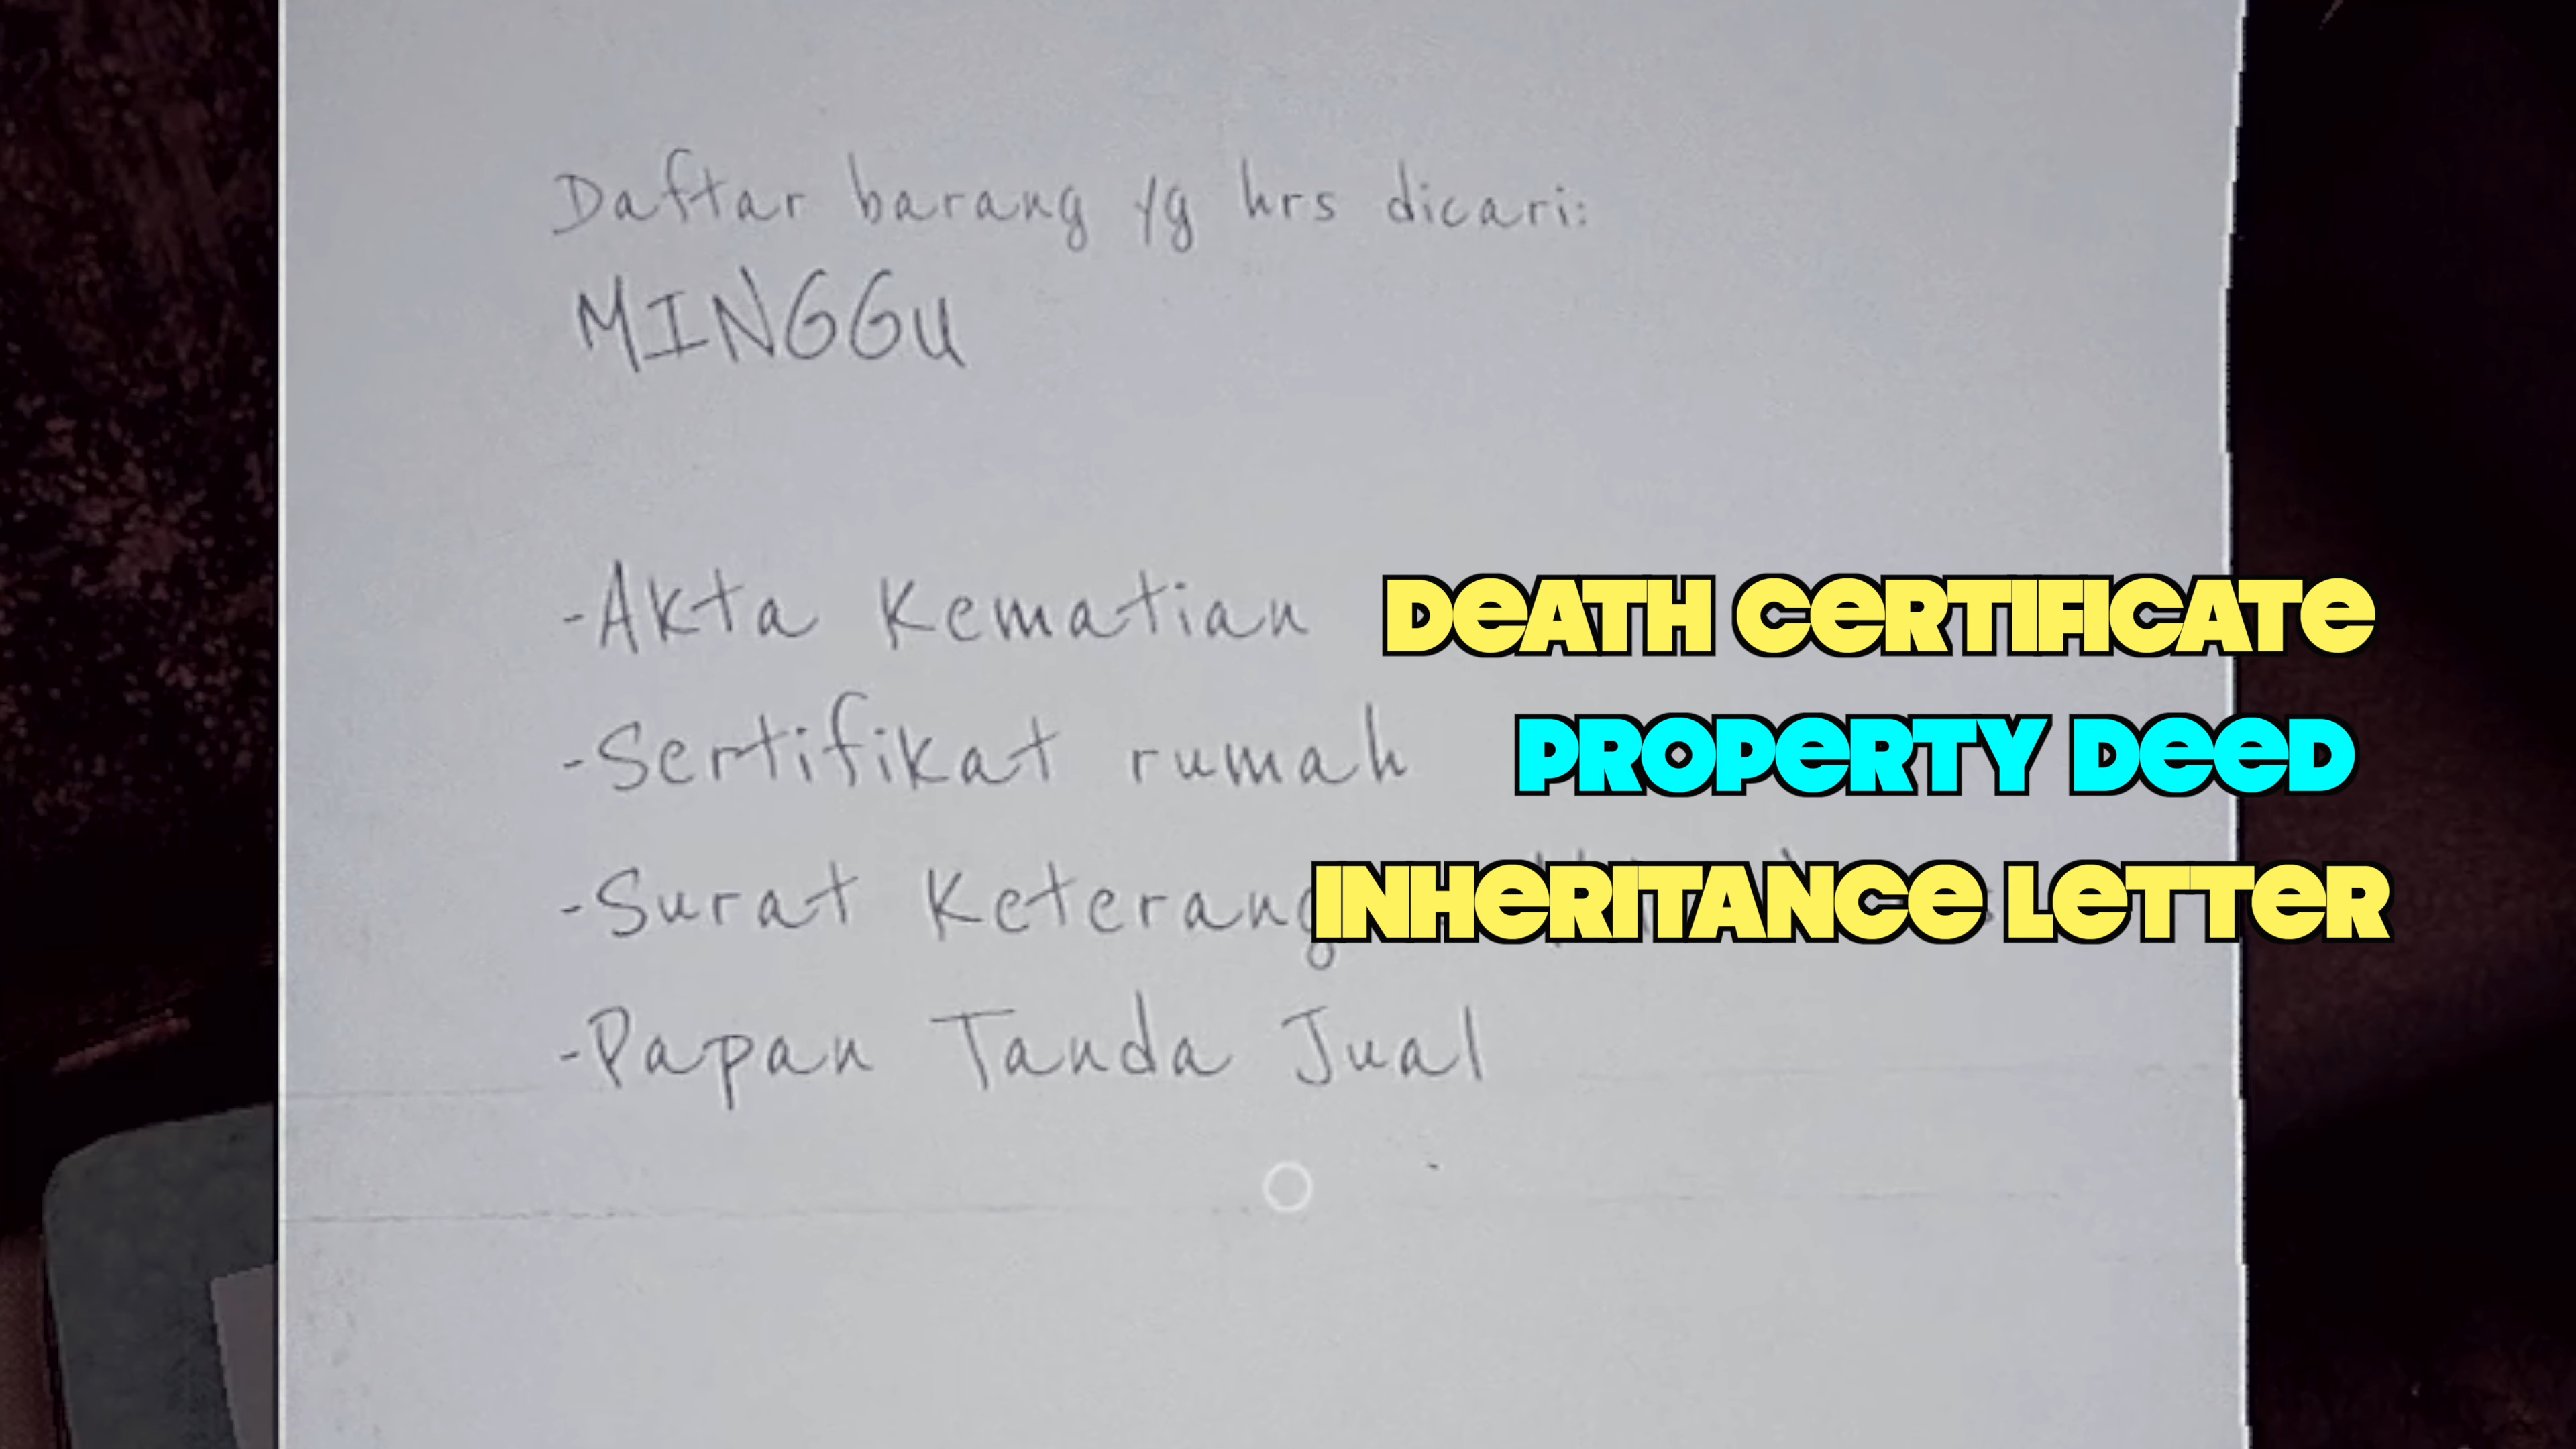 Daftar barang yg hrs dicari:
MINGGU
-Akta Kematian DEATH CERTIFICATE
-Sertifikat rumah PROPERTY DEED
-Surat INHERITANCE LETTER
-Papan Tanda Jual